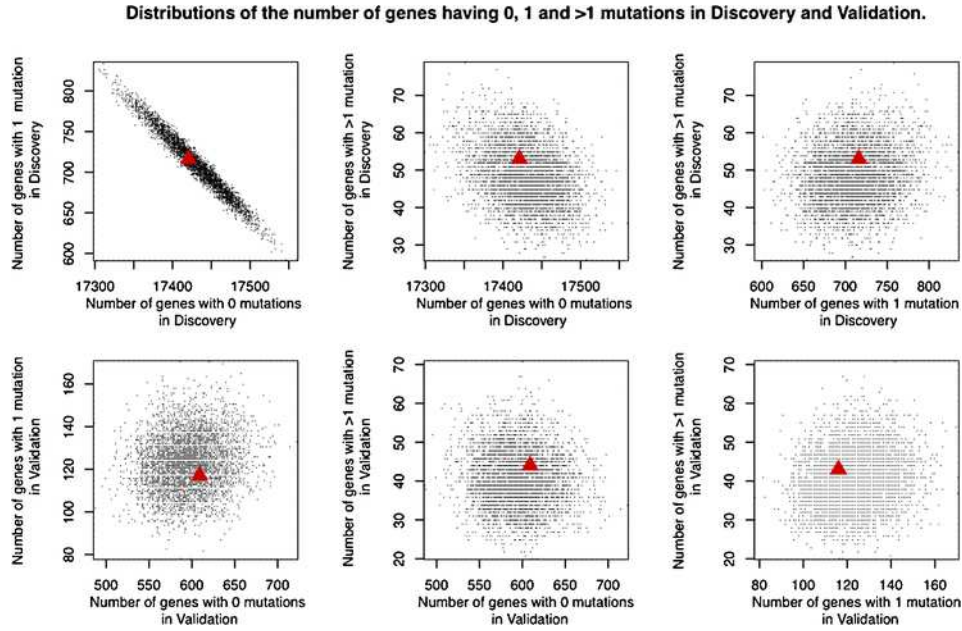 Distributions of the number of genes having 0, 1 and >1 mutations in Discovery and Validation.
Number of genes with 1 mutation
in Discovery
600 650 700 750 800
17300 17400 17500
Number of genes with 0 mutations
in Discovery
Number of genes with >1 mutation
in Discovery
30 40 50 60 70
17300 17400 17500
Number of genes with 0 mutations
in Discovery
Number of genes with >1 mutation
in Discovery
30 40 50 60 70
600 650 700 750 800
Number of genes with 1 mutation
in Discovery
Number of genes with 1 mutation
in Validation
80 100 120 140 160
500 550 600 650 700
Number of genes with 0 mutations
in Validation
Number of genes with >1 mutation
in Validation
20 30 40 50 60 70
500 550 600 650 700
Number of genes with 0 mutations
in Validation
Number of genes with >1 mutation
in Validation
20 30 40 50 60 70
80 100 120 140 160
Number of genes with 1 mutation
in Validation